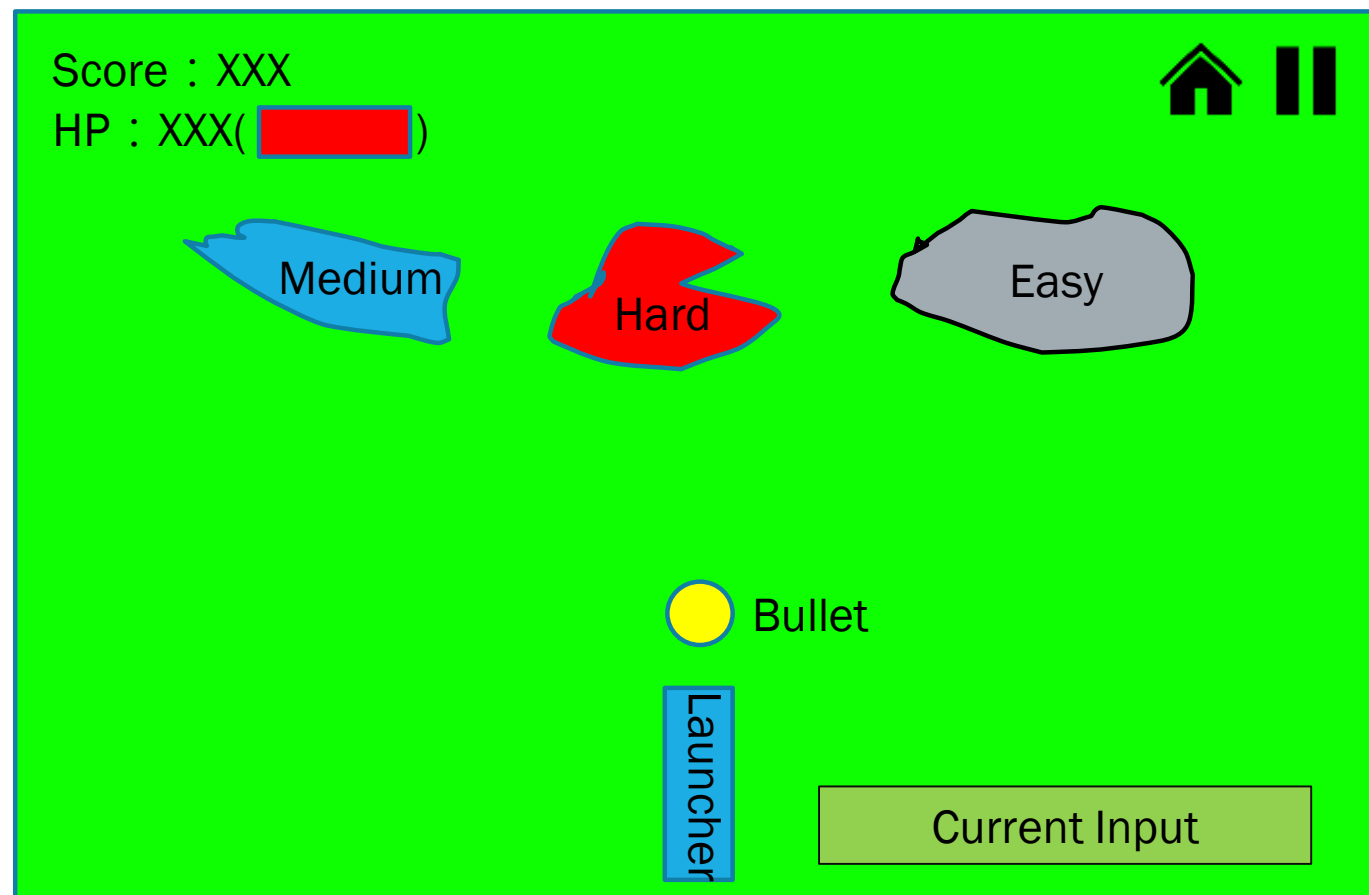 Score：XXX
HP：XXX( )
Medium
Hard
Easy
Bullet
Launcher
Current Input